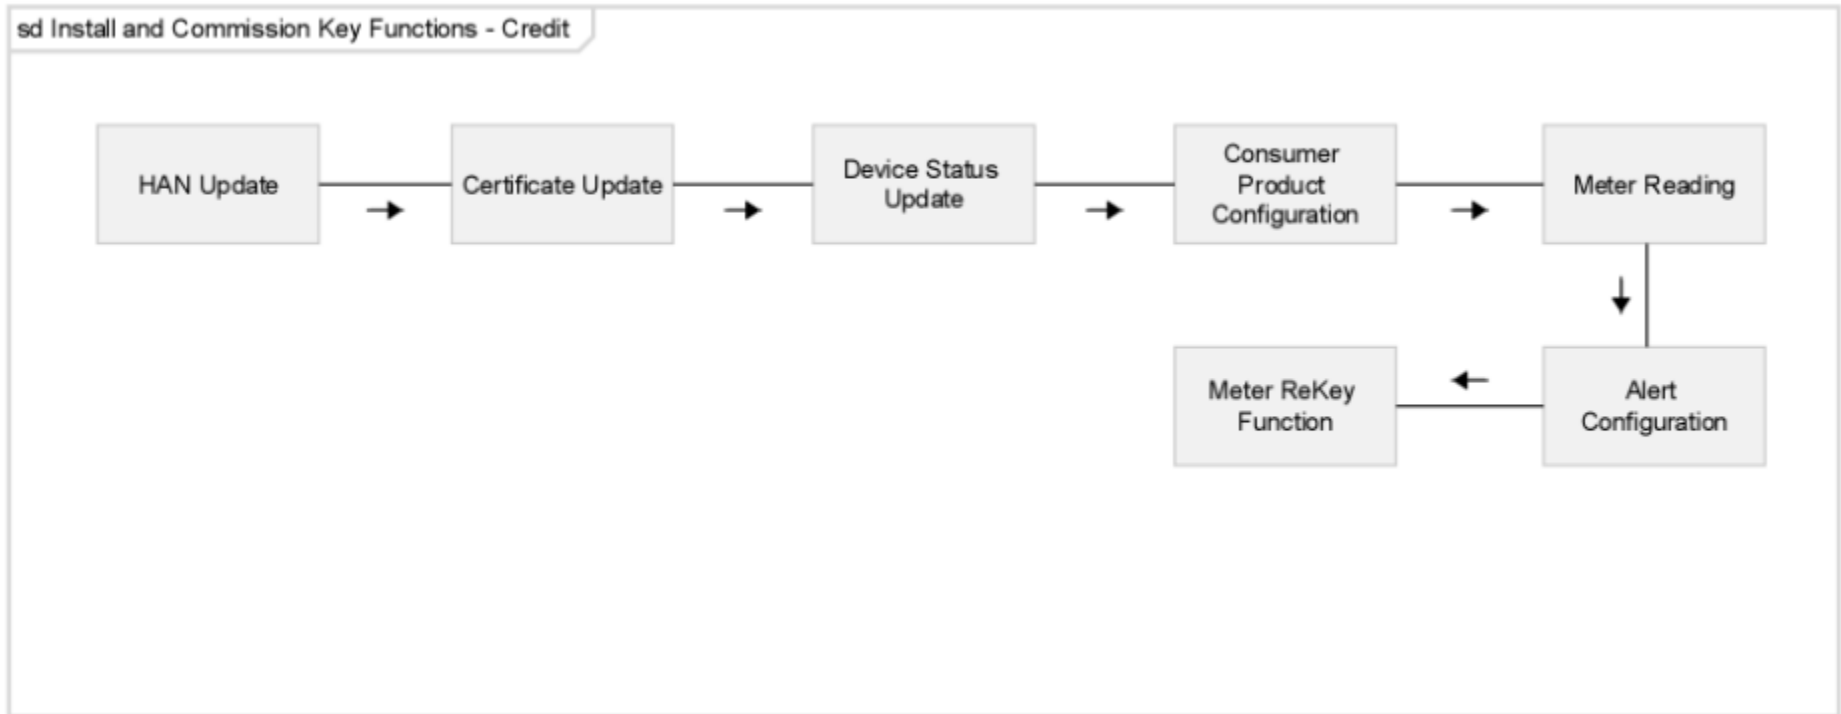 sd Install and Commission Key Functions - Credit
HAN Update
Certificate Update
Device Status
Update
Consumer
Product
Configuration
Meter Reading
Meter ReKey
Function
Alert
Configuration